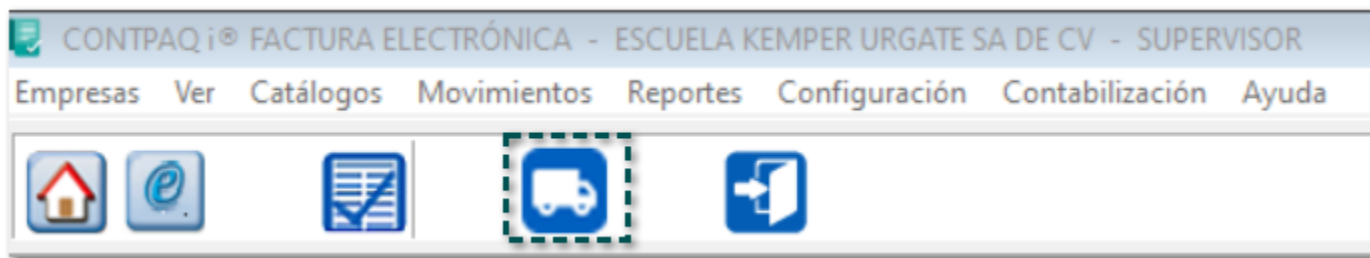 CONTPAQ i® FACTURA ELECTRÓNICA - ESCUELA KEMPER URGATE SA DE CV - SUPERVISOR
Empresas Ver Catálogos Movimientos Reportes Configuración Contabilización Ayuda
e